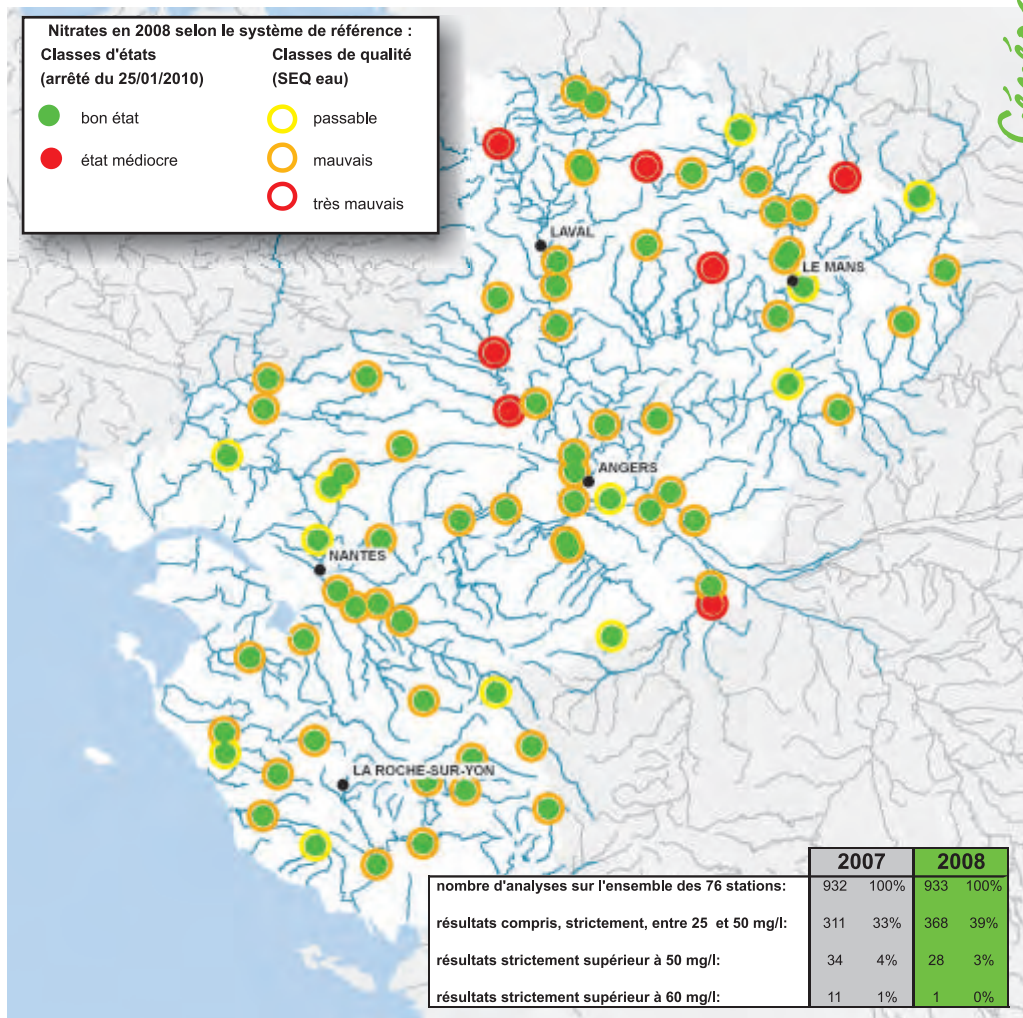 Nitrates en 2008 selon le système de référence :
Classes d'états
(arrêté du 25/01/2010)
Classes de qualité
(SEQ eau)
bon état
état médiocre
passable
mauvais
très mauvais
LAVAL
LE MANS
ANGERS
NANTES
LA ROCHE-SUR-YON
2007 2008
nombre d'analyses sur l'ensemble des 76 stations: 932 100% 933 100%
résultats compris, strictement, entre 25 et 50 mg/l: 311 33% 368 39%
résultats strictement supérieur à 50 mg/l: 34 4% 28 3%
résultats strictement supérieur à 60 mg/l: 11 1% 1 0%